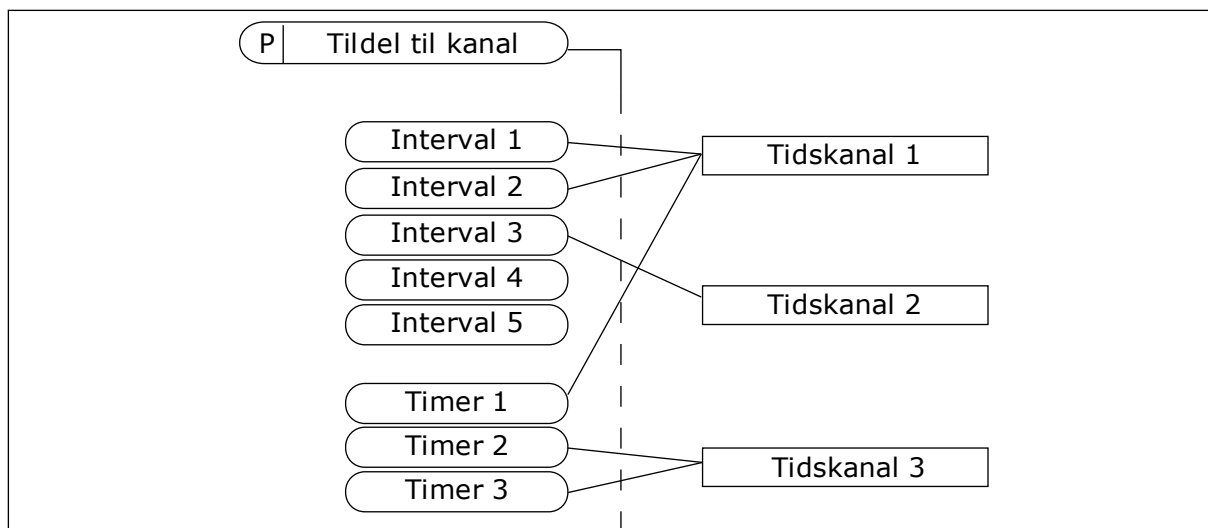 P Tildel til kanal
Interval 1
Tidskanal 1
Interval 2
Interval 3
Interval 4
Tidskanal 2
Interval 5
Timer 1
Timer 2
Tidskanal 3
Timer 3